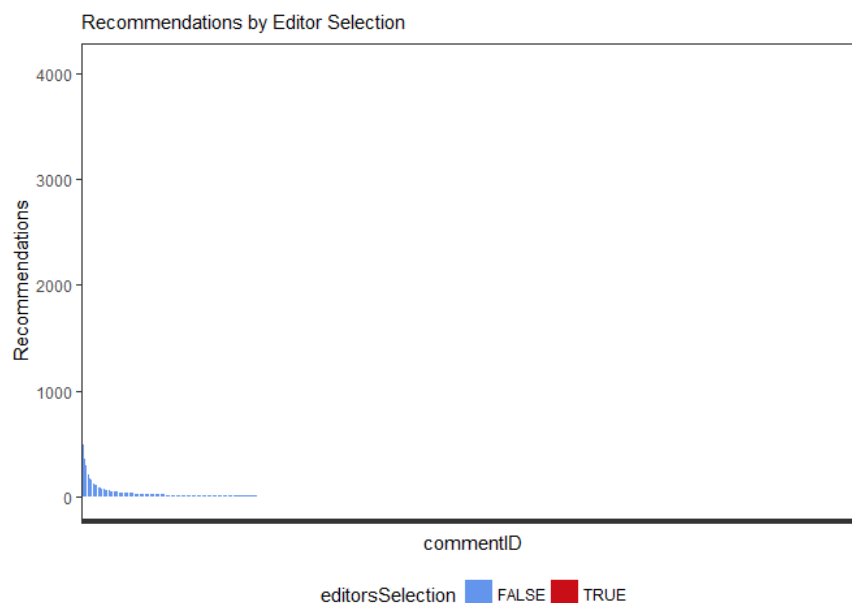 Recommendations by Editor Selection
4000
3000
2000
1000
0
Recommendations
commentID
editorsSelection FALSE TRUE